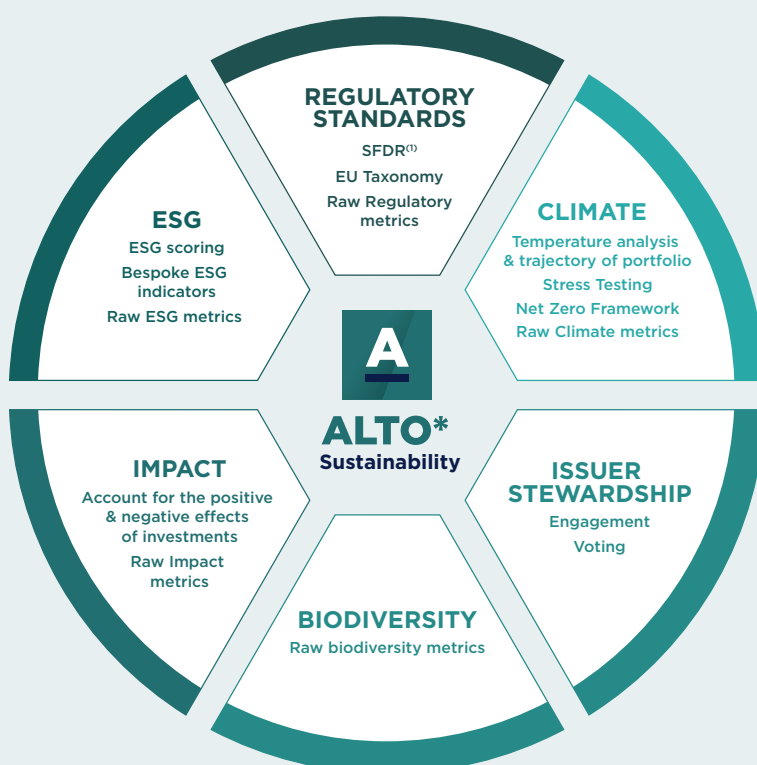 REGULATORY
STANDARDS
SFDR⁽¹⁾
EU Taxonomy
Raw Regulatory
metrics
CLIMATE
Temperature analysis
& trajectory of portfolio
Stress Testing
Net Zero Framework
Raw Climate metrics
ISSUER
STEWARDSHIP
Engagement
Voting
BIODIVERSITY
Raw biodiversity metrics
IMPACT
Account for the positive
& negative effects
of investments
Raw Impact
metrics
ESG
ESG scoring
Bespoke ESG
indicators
Raw ESG metrics
A
ALTO*
Sustainability